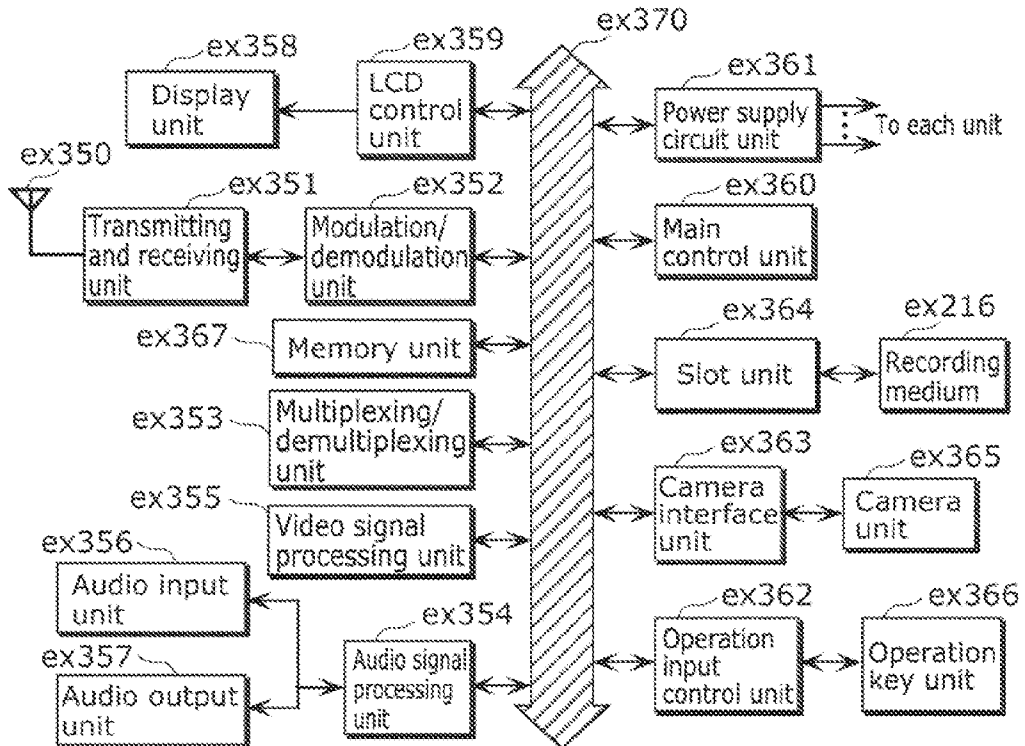 ex370
ex358
ex359
ex361
Display
unit
LCD
control
unit
Power supply
circuit unit
To each unit
ex350
ex351
ex352
ex360
Transmitting
and receiving
unit
Modulation/
demodulation
unit
Main
control unit
ex367
Memory unit
ex364
ex216
Slot unit
Recording
medium
ex353
Multiplexing/
demultiplexing
unit
ex363
ex365
Camera
interface
unit
Camera
unit
ex355
Video signal
processing unit
ex356
Audio input
unit
ex354
ex362
ex366
ex357
Audio output
unit
Audio signal
processing
unit
Operation
input
control unit
Operation
key unit